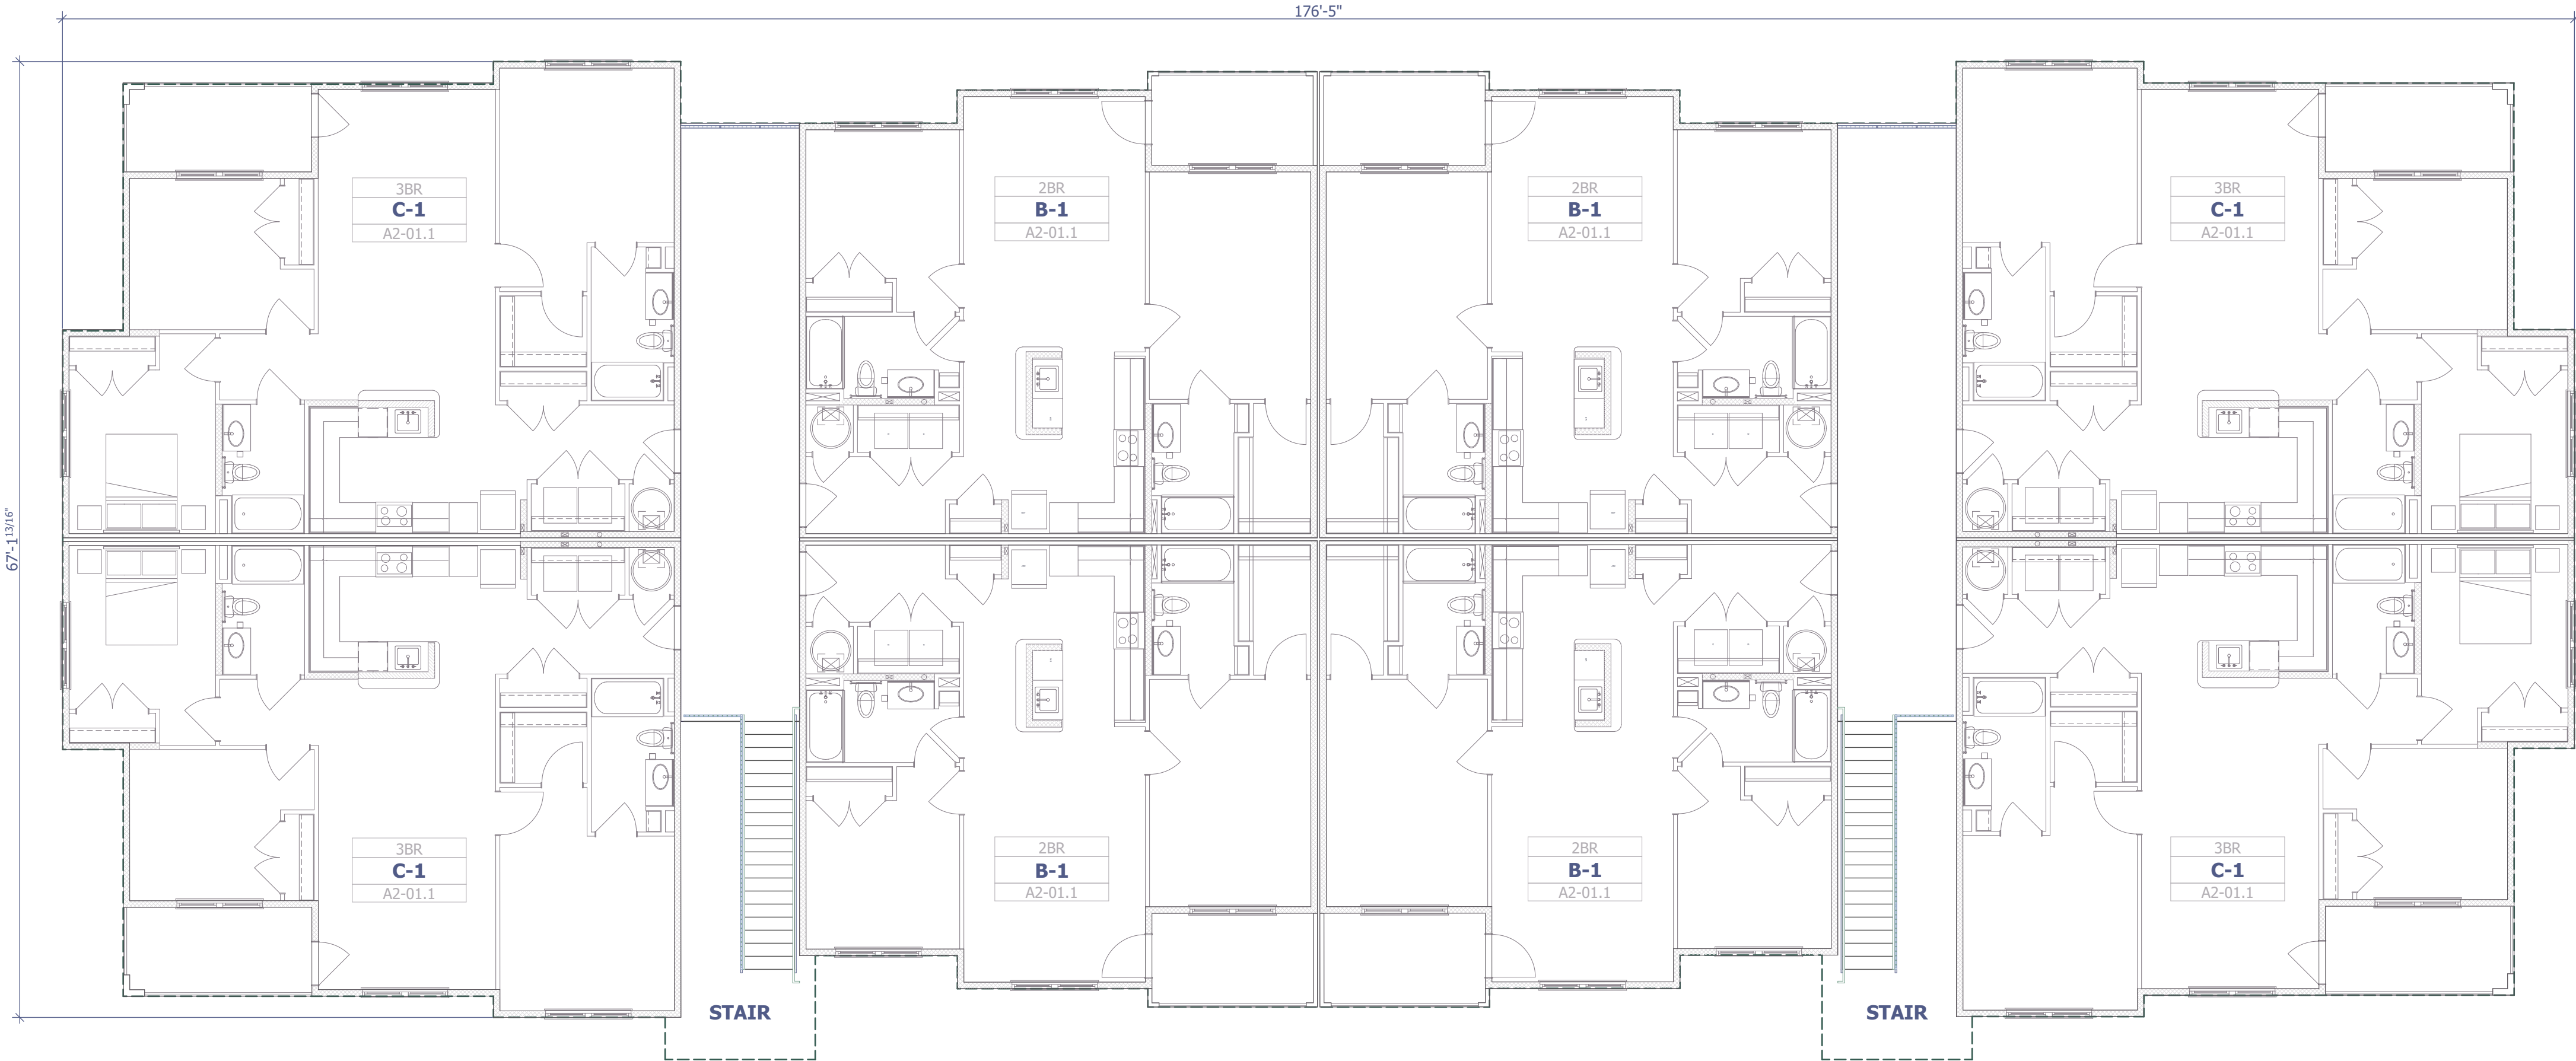 176'-5"
67'-1 13/16"
3BR
C-1
A2-01.1
2BR
B-1
A2-01.1
2BR
B-1
A2-01.1
3BR
C-1
A2-01.1
3BR
C-1
A2-01.1
2BR
B-1
A2-01.1
2BR
B-1
A2-01.1
3BR
C-1
A2-01.1
STAIR
STAIR